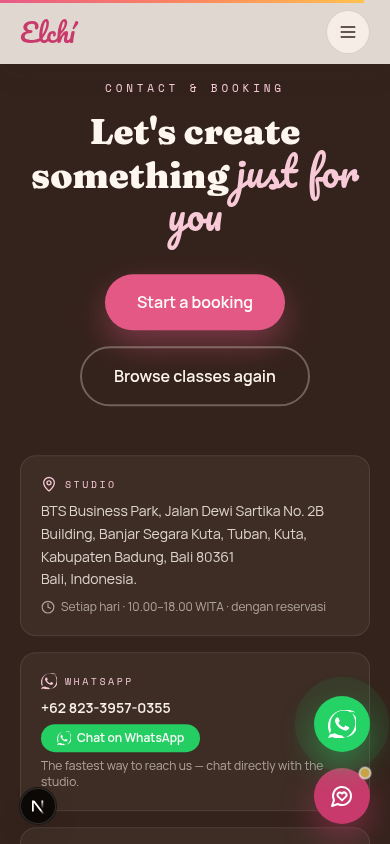 Elchí
CONTACT & BOOKING
Let's create
something just for
you
Start a booking
Browse classes again
STUDIO
BTS Business Park, Jalan Dewi Sartika No. 2B
Building, Banjar Segara Kuta, Tuban, Kuta,
Kabupaten Badung, Bali 80361
Bali, Indonesia.
Setiap hari · 10.00–18.00 WITA · dengan reservasi
WHATSAPP
+62 823-3957-0355
Chat on WhatsApp
The fastest way to reach us — chat directly with the
studio.
N